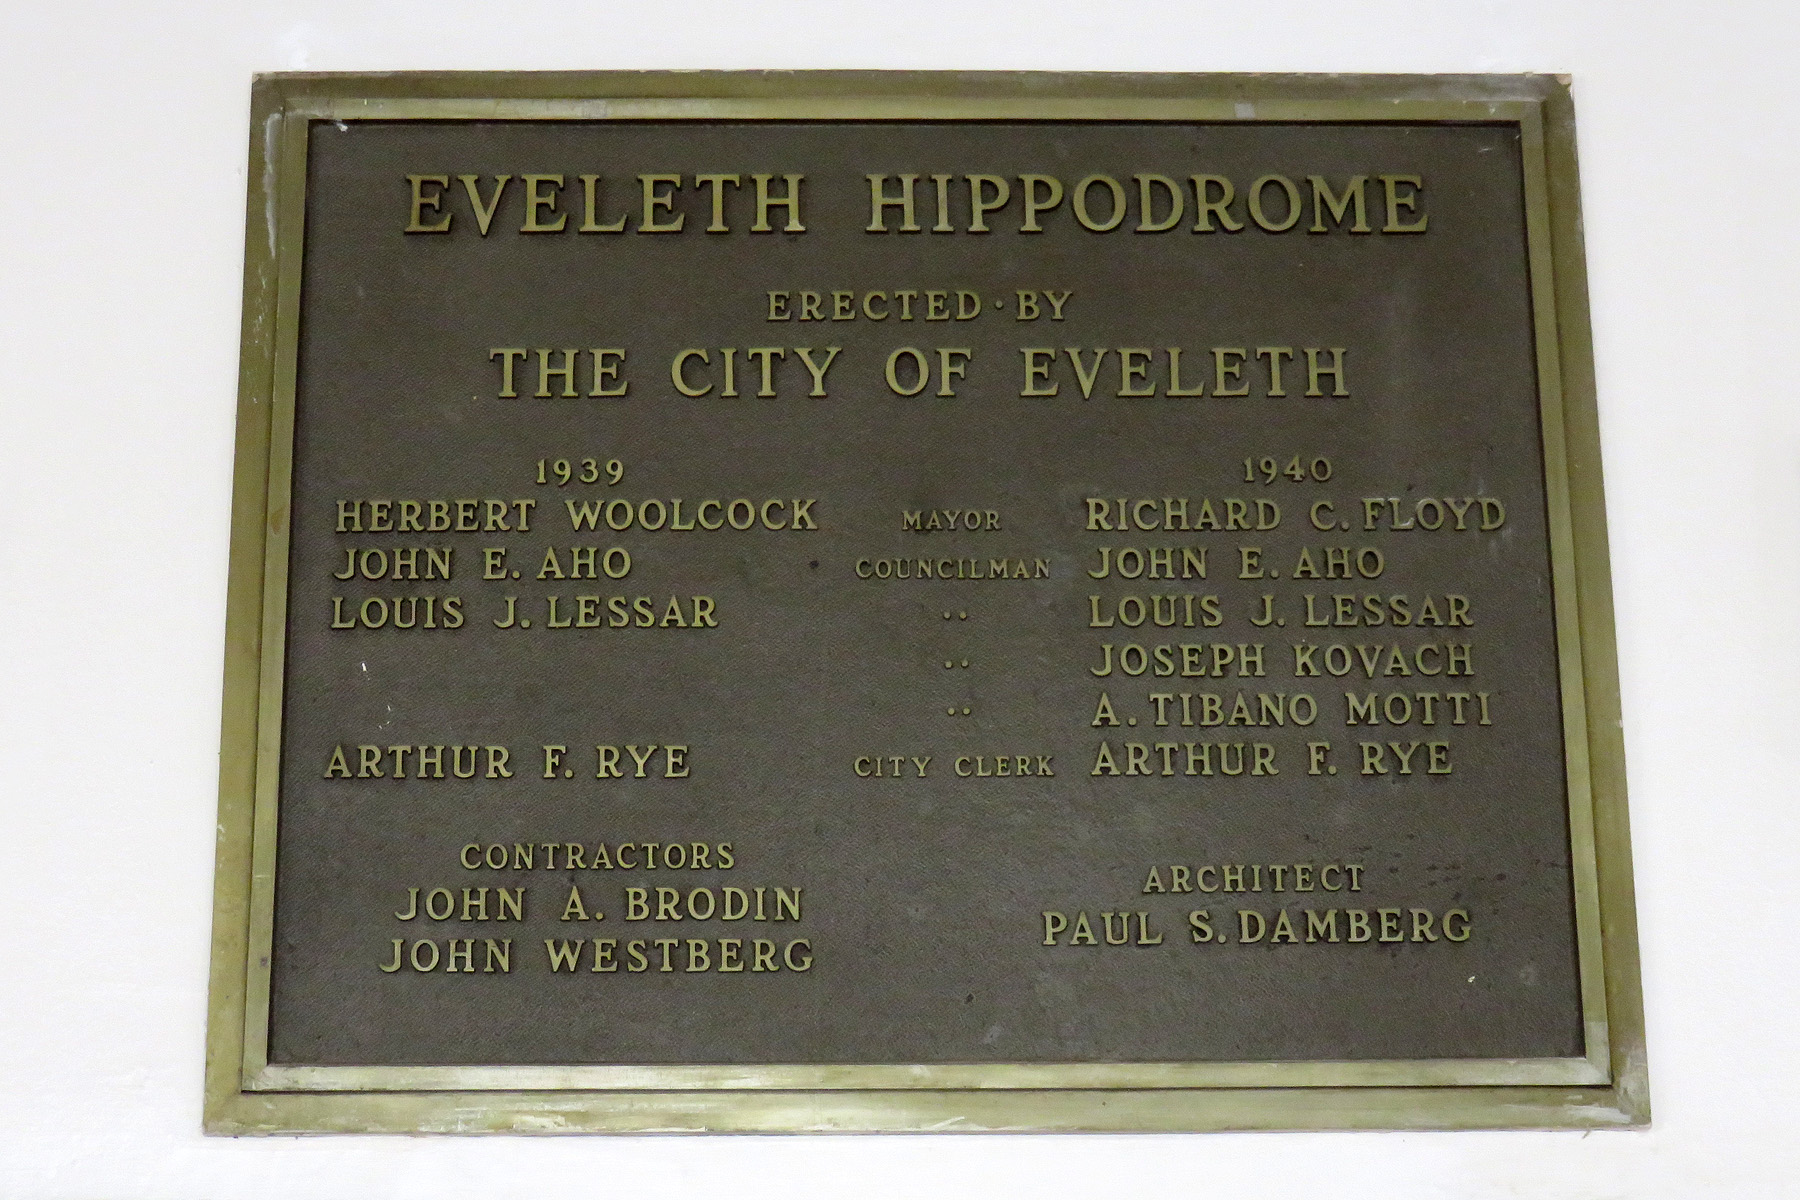 EVELETH HIPPODROME
ERECTED · BY
THE CITY OF EVELETH
1939 1940
HERBERT WOOLCOCK MAYOR RICHARD C. FLOYD
JOHN E. AHO COUNCILMAN JOHN E. AHO
LOUIS J. LESSAR .. LOUIS J. LESSAR
.. JOSEPH KOVACH
.. A. TIBANO MOTTI
ARTHUR F. RYE CITY CLERK ARTHUR F. RYE
CONTRACTORS
JOHN A. BRODIN
JOHN WESTBERG
ARCHITECT
PAUL S. DAMBERG